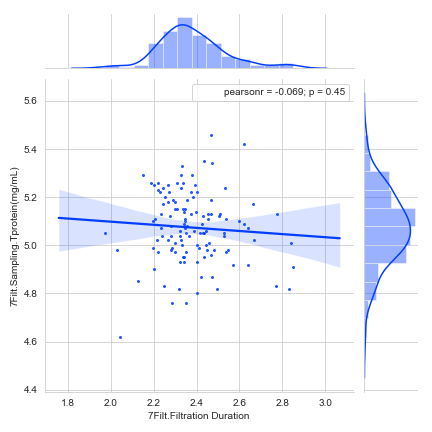 pearsonr = -0.069; p = 0.45
5.6
5.4
5.2
5.0
4.8
4.6
4.4
7Filt.Sampling.Tprotein(mg/mL)
1.8 2.0 2.2 2.4 2.6 2.8 3.0
7Filt.Filtration Duration